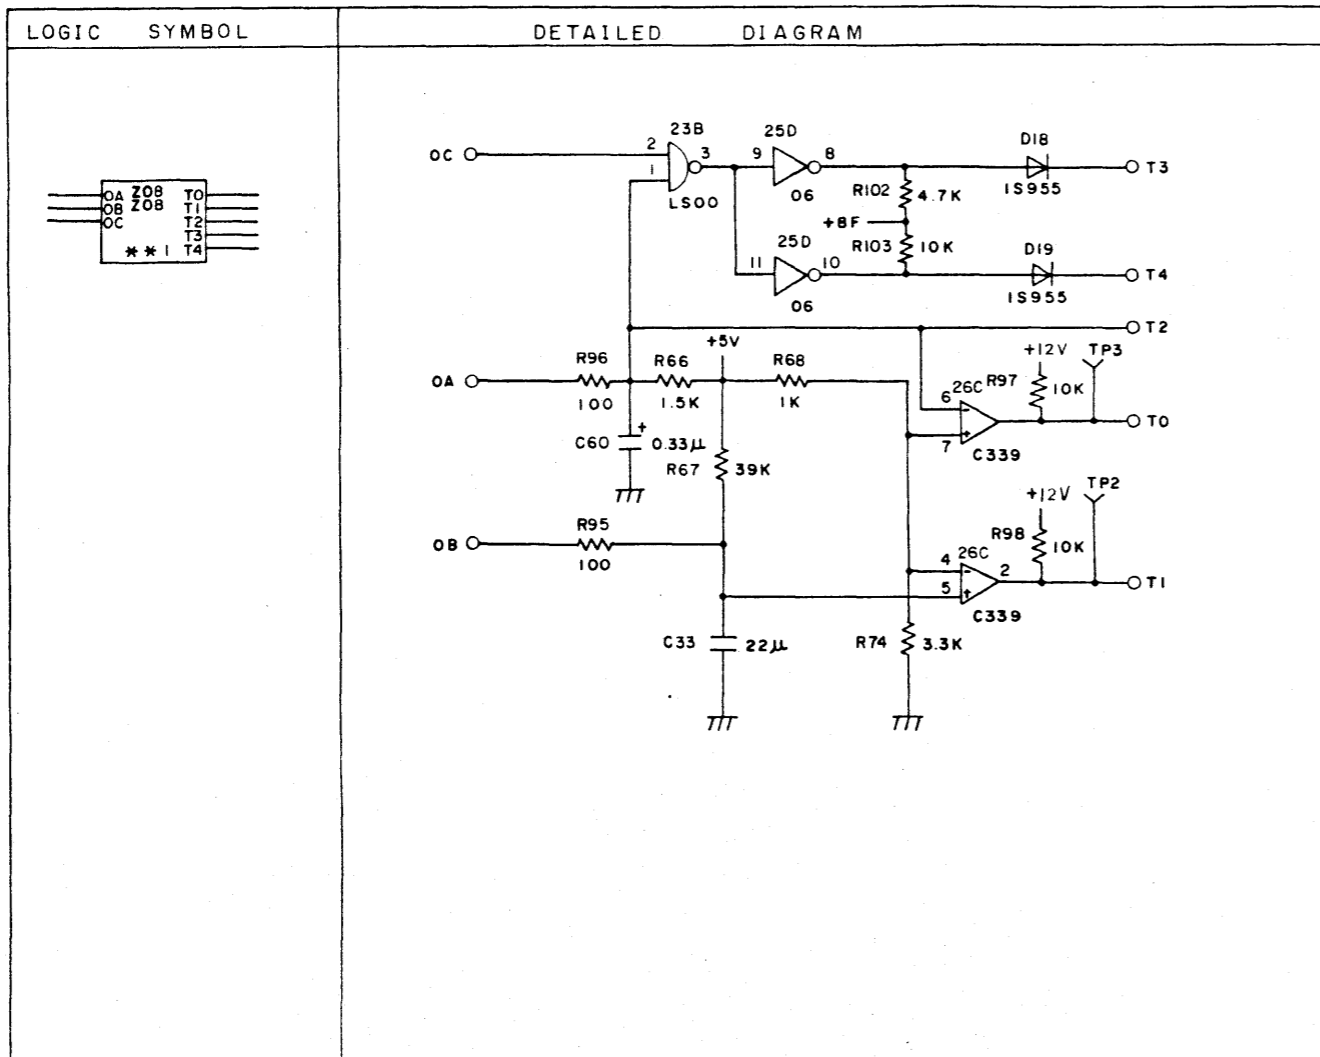 LOGIC SYMBOL
DETAILED DIAGRAM
OA Z08 T0
OB Z08 T1
OC T2
T3
** 1 T4
OC
2
1
23B
3
LS00
9
25D
8
06
R102
4.7K
+8F
R103
10K
D18
1S955
T3
11
25D
10
06
D19
1S955
T4
T2
OA
R96
100
R66
1.5K
+5V
R68
1K
C60
+
0.33μ
R67
39K
6
26C
-
7
+
C339
R97
+12V
10K
TP3
T0
OB
R95
100
4
26C
-
2
5
+
C339
R98
+12V
10K
TP2
T1
C33
22μ
R74
3.3K